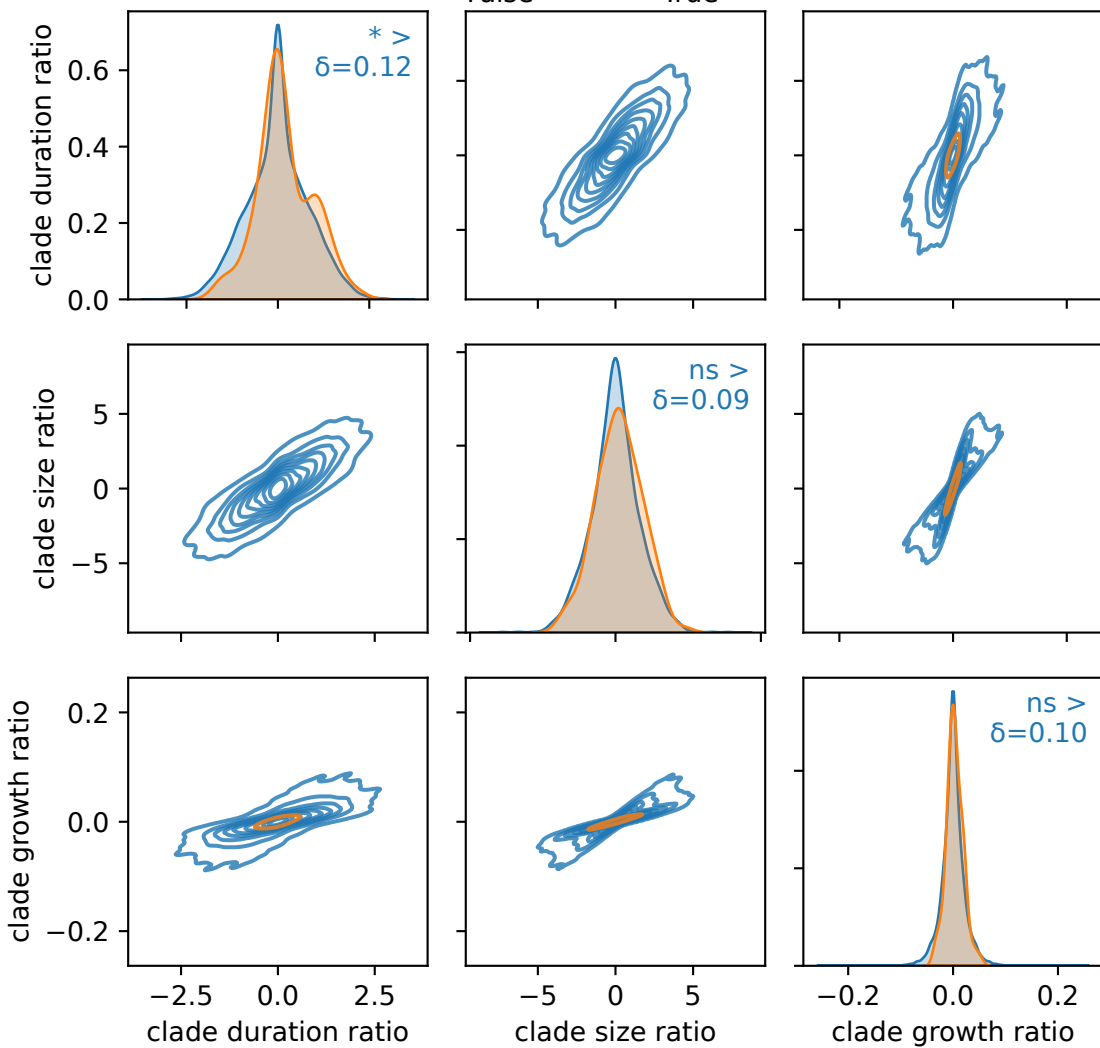 clade duration ratio
0.6
0.4
0.2
0.0
* >
δ=0.12
clade size ratio
5
0
−5
ns >
δ=0.09
clade growth ratio
0.2
0.0
−0.2
ns >
δ=0.10
−2.5 0.0 2.5
−5 0 5
−0.2 0.0 0.2
clade duration ratio
clade size ratio
clade growth ratio